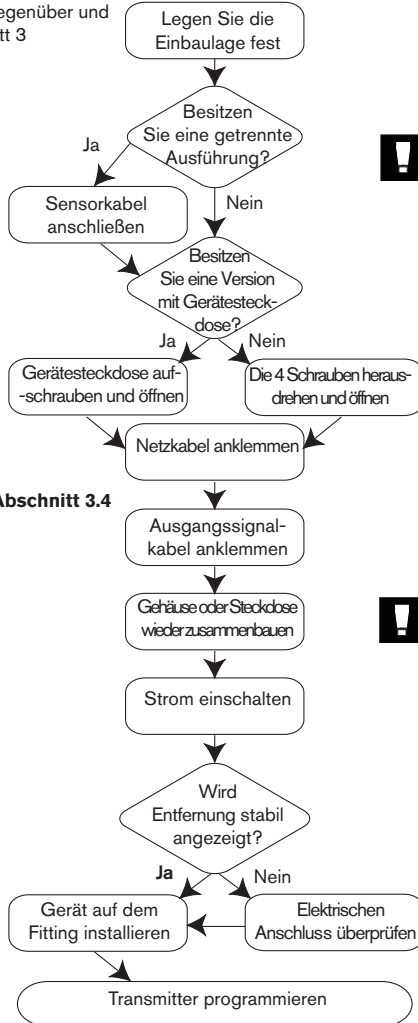 egenüber und
tt 3
Legen Sie die
Einbaulage fest
Besitzen
Sie eine getrennte
Ausführung?
Ja
Nein
Sensorkabel
anschließen
Besitzen
Sie eine Version
mit Gerätesteck-
dose?
Ja
Nein
Gerätesteckdose auf-
-schrauben und öffnen
Die 4 Schrauben heraus-
drehen und öffnen
Netzkabel anklemmen
Abschnitt 3.4
Ausgangssignal-
kabel anklemmen
Gehäuse oder Steckdose
wieder zusammenbauen
!
!
Strom einschalten
Wird
Entfernung stabil
angezeigt?
Ja
Nein
Gerät auf dem
Fitting installieren
Elektrischen
Anschluss überprüfen
Transmitter programmieren